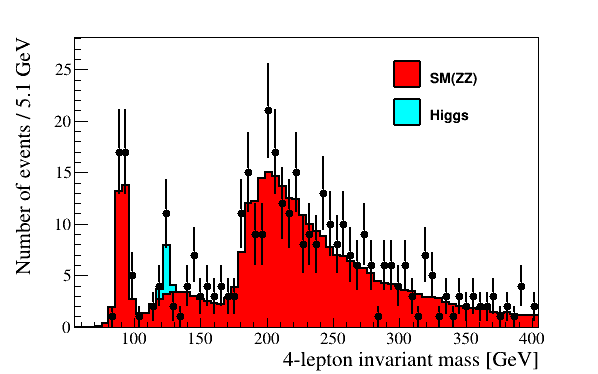 Number of events / 5.1 GeV
25
20
15
10
5
0
SM(ZZ)
Higgs
100 150 200 250 300 350 400
4-lepton invariant mass [GeV]